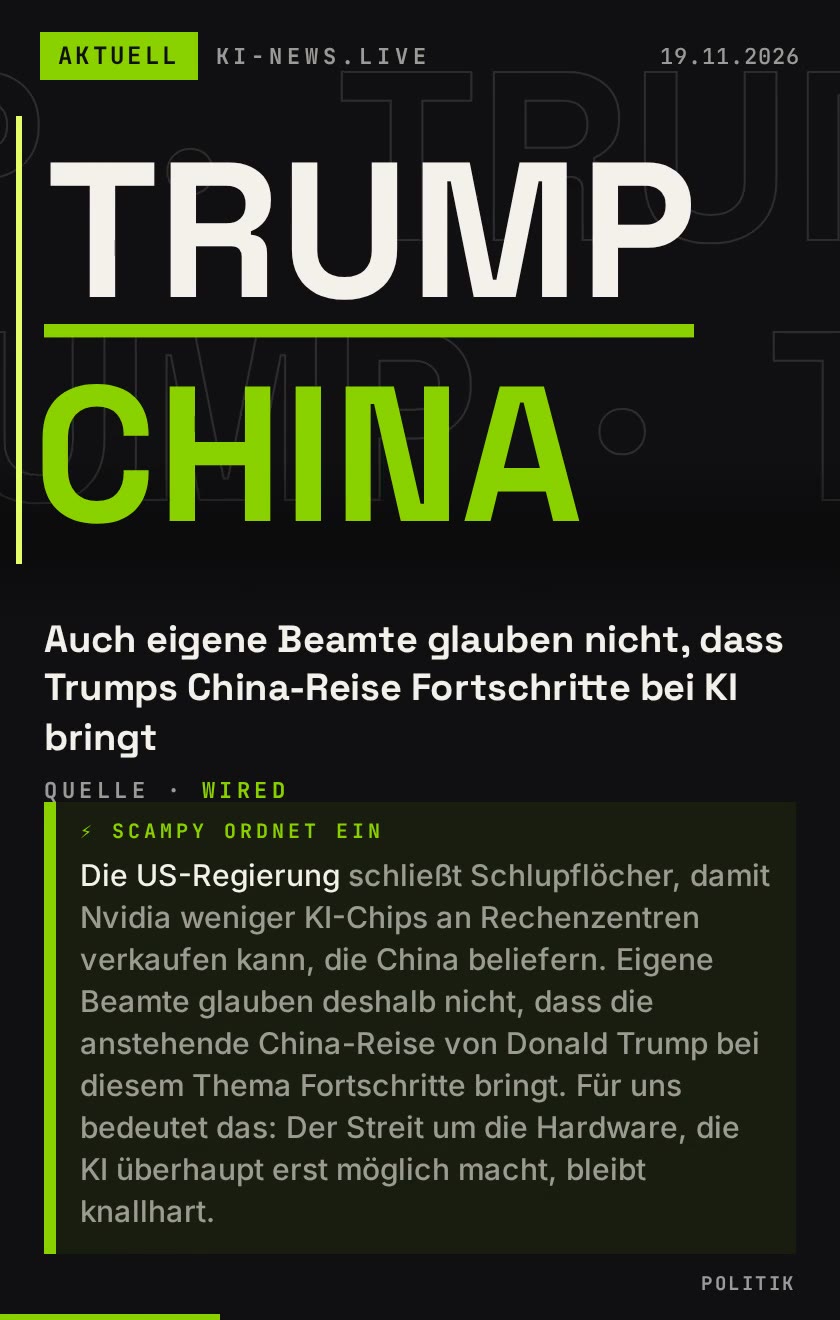 AKTUELL KI-NEWS.LIVE 19.11.2026
TRUMP
CHINA
Auch eigene Beamte glauben nicht, dass
Trumps China-Reise Fortschritte bei KI
bringt
QUELLE · WIRED
⚡ SCAMPY ORDNET EIN
Die US-Regierung schließt Schlupflöcher, damit
Nvidia weniger KI-Chips an Rechenzentren
verkaufen kann, die China beliefern. Eigene
Beamte glauben deshalb nicht, dass die
anstehende China-Reise von Donald Trump bei
diesem Thema Fortschritte bringt. Für uns
bedeutet das: Der Streit um die Hardware, die
KI überhaupt erst möglich macht, bleibt
knallhart.
POLITIK